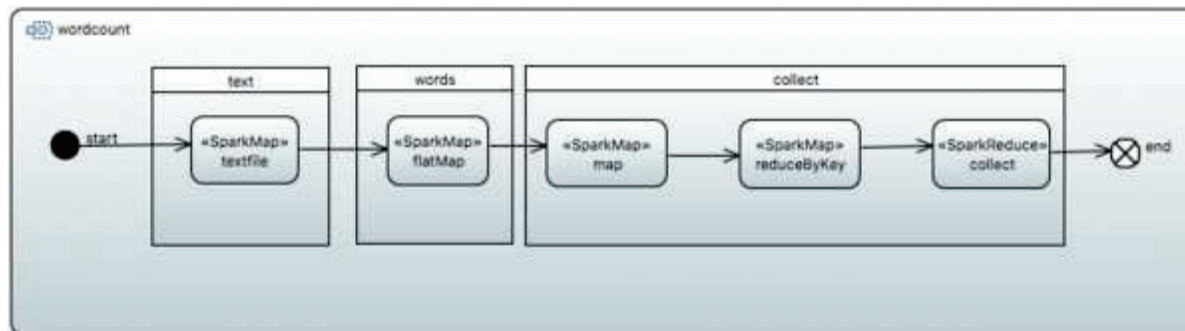 wordcount
text
words
collect
start
«SparkMap»
textfile
«SparkMap»
flatMap
«SparkMap»
map
«SparkMap»
reduceByKey
«SparkReduce»
collect
end